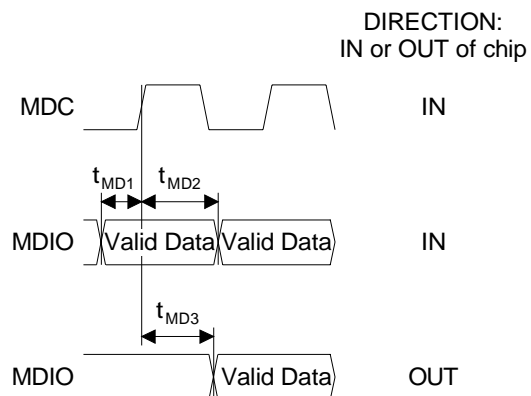 DIRECTION:
IN or OUT of chip
MDC IN
tMD1 tMD2
MDIO Valid Data Valid Data IN
tMD3
MDIO Valid Data OUT